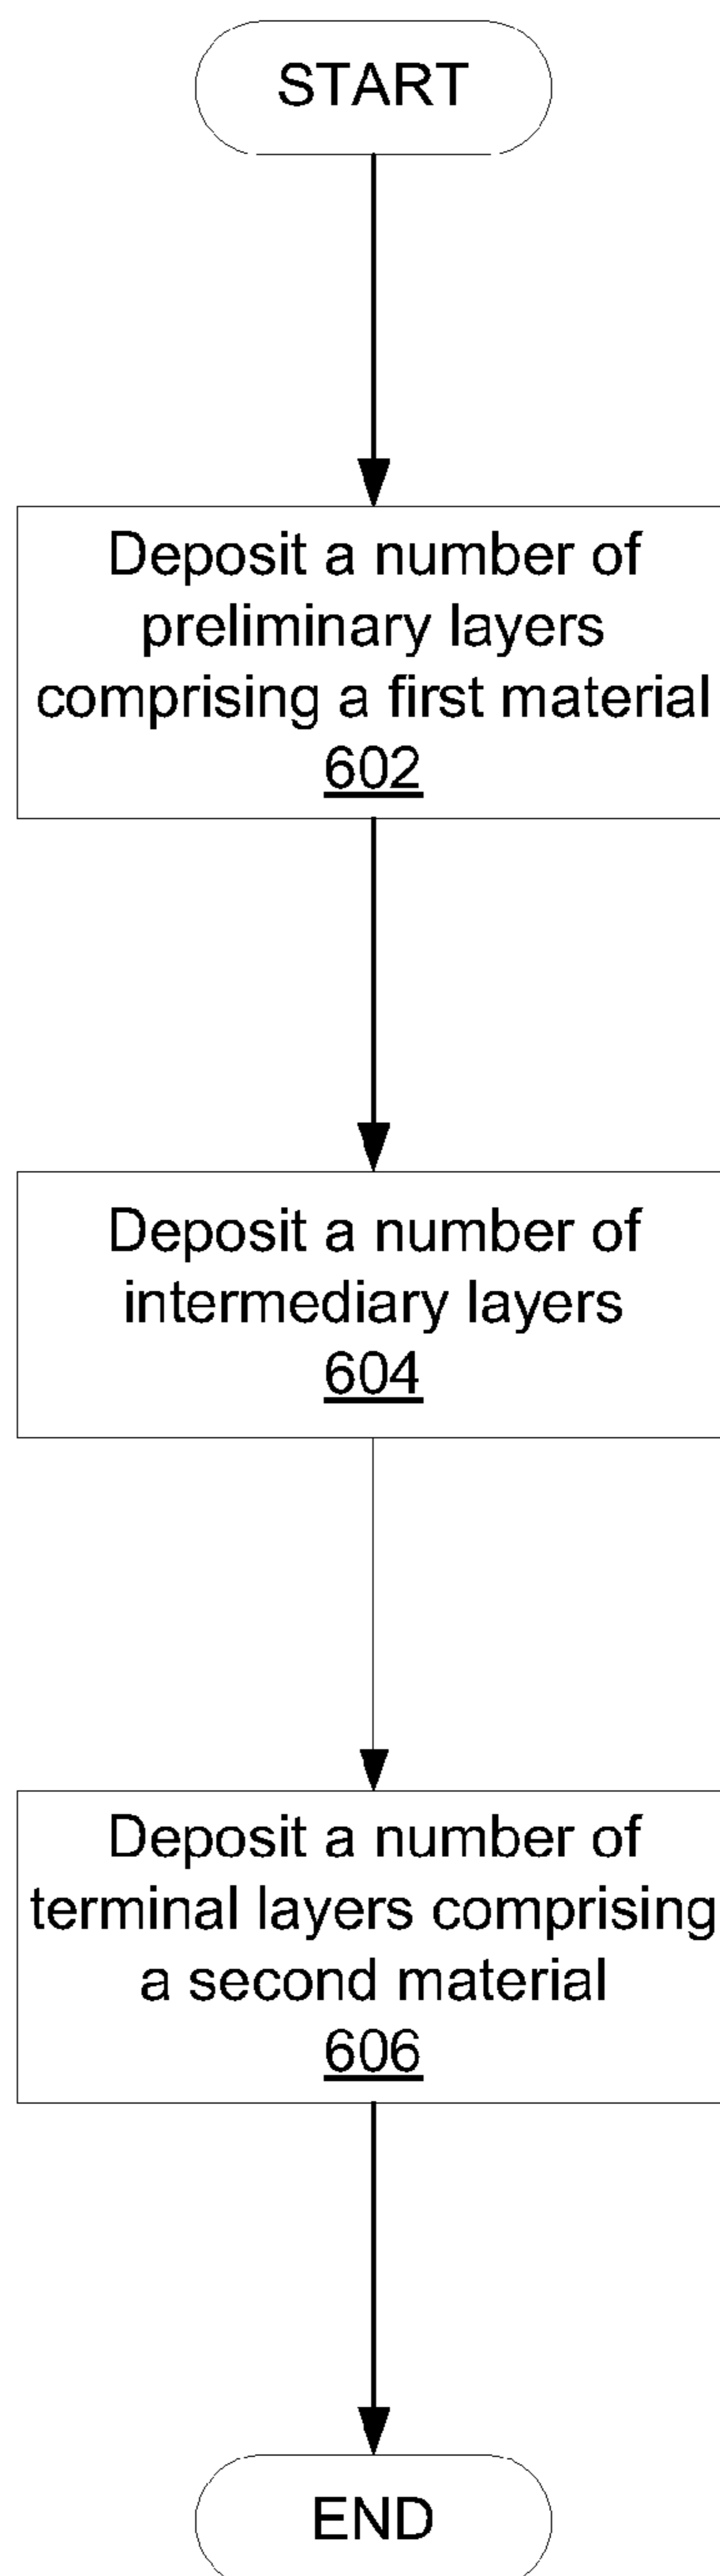 START
Deposit a number of
preliminary layers
comprising a first material
602
Deposit a number of
intermediary layers
604
Deposit a number of
terminal layers comprising
a second material
606
END